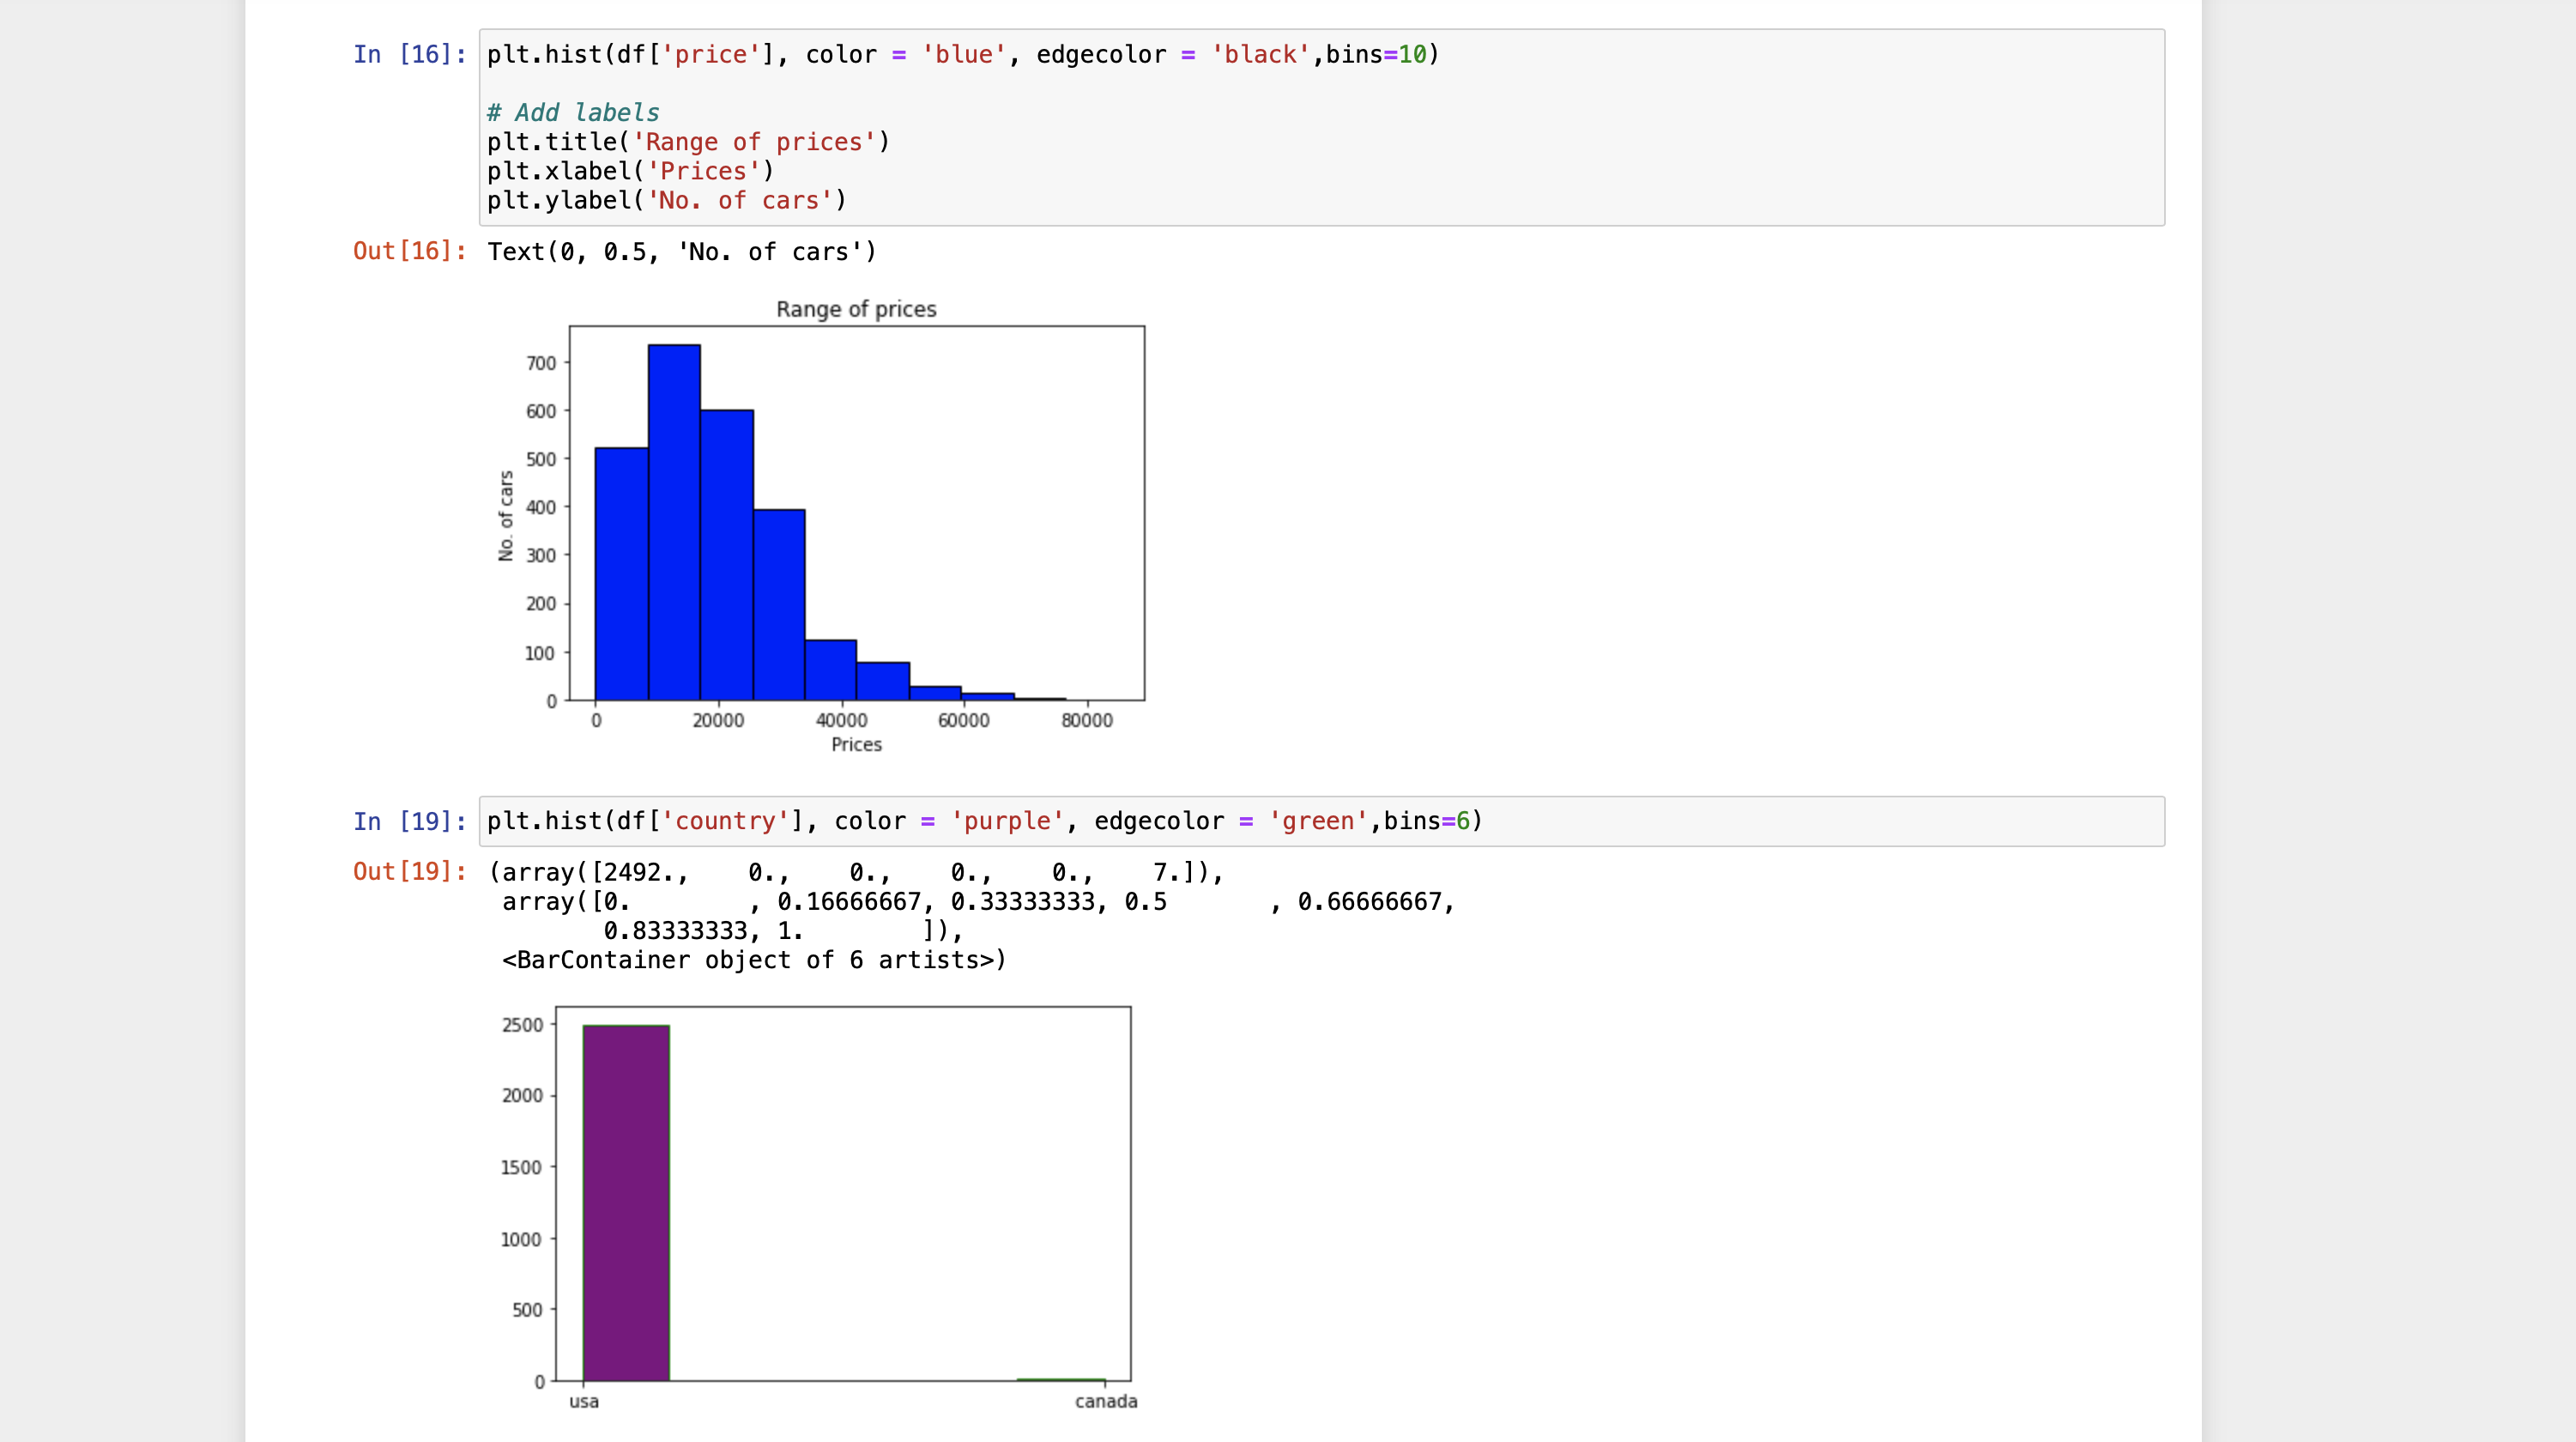 In [16]: plt.hist(df['price'], color = 'blue', edgecolor = 'black',bins=10)
# Add labels
plt.title('Range of prices')
plt.xlabel('Prices')
plt.ylabel('No. of cars')
Out[16]: Text(0, 0.5, 'No. of cars')
Range of prices
No. of cars
700
600
500
400
300
200
100
0
0 20000 40000 60000 80000
Prices
In [19]: plt.hist(df['country'], color = 'purple', edgecolor = 'green',bins=6)
Out[19]: (array([2492.,    0.,    0.,    0.,    0.,    7.]),
array([0.        , 0.16666667, 0.33333333, 0.5       , 0.66666667,
0.83333333, 1.        ]),
<BarContainer object of 6 artists>)
2500
2000
1500
1000
500
0
usa canada